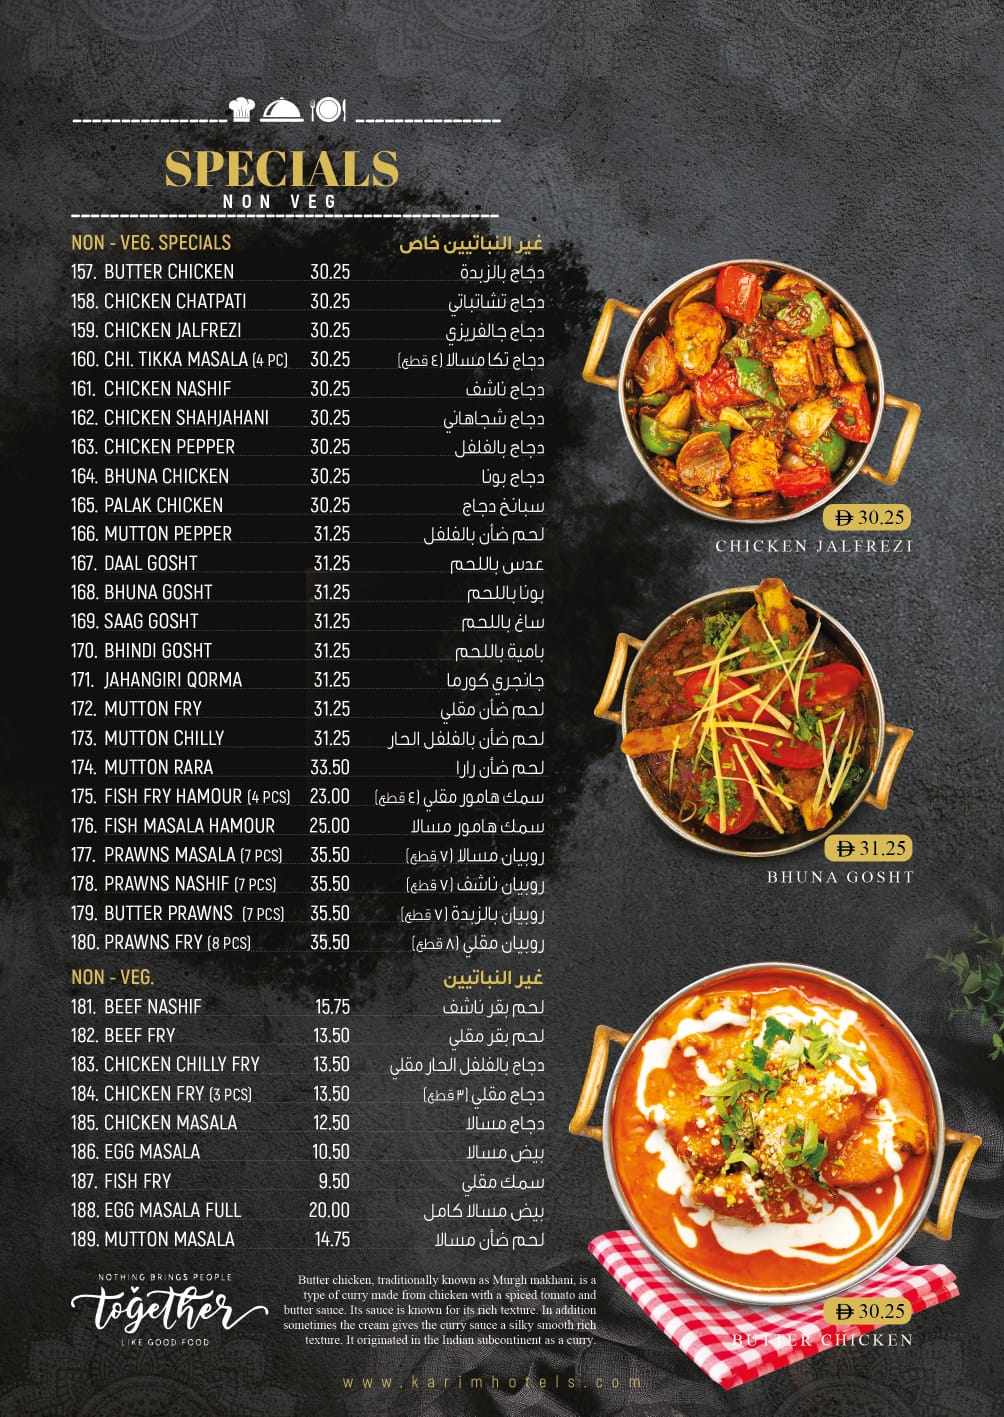 SPECIALS
NON VEG
NON - VEG. SPECIALS غير النباتيين خاص
157. BUTTER CHICKEN 30.25 دجاج بالزبدة
158. CHICKEN CHATPATI 30.25 دجاج تشاتباتي
159. CHICKEN JALFREZI 30.25 دجاج جالفريزي
160. CHI. TIKKA MASALA (4 PC) 30.25 دجاج تكا مسالا (٤ قطع)
161. CHICKEN NASHIF 30.25 دجاج ناشف
162. CHICKEN SHAHJAHANI 30.25 دجاج شجاهاني
163. CHICKEN PEPPER 30.25 دجاج بالفلفل
164. BHUNA CHICKEN 30.25 دجاج بونا
165. PALAK CHICKEN 30.25 سبانخ دجاج
166. MUTTON PEPPER 31.25 لحم ضأن بالفلفل
167. DAAL GOSHT 31.25 عدس باللحم
168. BHUNA GOSHT 31.25 بونا باللحم
169. SAAG GOSHT 31.25 ساغ باللحم
170. BHINDI GOSHT 31.25 بامية باللحم
171. JAHANGIRI QORMA 31.25 جانجري كورما
172. MUTTON FRY 31.25 لحم ضأن مقلي
173. MUTTON CHILLY 31.25 لحم ضأن بالفلفل الحار
174. MUTTON RARA 33.50 لحم ضأن رارا
175. FISH FRY HAMOUR (4 PCS) 23.00 سمك هامور مقلي (٤ قطع)
176. FISH MASALA HAMOUR 25.00 سمك هامور مسالا
177. PRAWNS MASALA (7 PCS) 35.50 روبيان مسالا (٧ قطع)
178. PRAWNS NASHIF (7 PCS) 35.50 روبيان ناشف (٧ قطع)
179. BUTTER PRAWNS (7 PCS) 35.50 روبيان بالزبدة (٧ قطع)
180. PRAWNS FRY (8 PCS) 35.50 روبيان مقلي (٨ قطع)
NON - VEG. غير النباتيين
181. BEEF NASHIF 15.75 لحم بقر ناشف
182. BEEF FRY 13.50 لحم بقر مقلي
183. CHICKEN CHILLY FRY 13.50 دجاج بالفلفل الحار مقلي
184. CHICKEN FRY (3 PCS) 13.50 دجاج مقلي (٣ قطع)
185. CHICKEN MASALA 12.50 دجاج مسالا
186. EGG MASALA 10.50 بيض مسالا
187. FISH FRY 9.50 سمك مقلي
188. EGG MASALA FULL 20.00 بيض مسالا كامل
189. MUTTON MASALA 14.75 لحم ضأن مسالا
30.25
CHICKEN JALFREZI
31.25
BHUNA GOSHT
30.25
BUTTER CHICKEN
NOTHING BRINGS PEOPLE
together
LIKE GOOD FOOD
Butter chicken, traditionally known as Murgh makhani, is a
type of curry made from chicken with a spiced tomato and
butter sauce. Its sauce is known for its rich texture. In addition
sometimes the cream gives the curry sauce a silky smooth rich
texture. It originated in the Indian subcontinent as a curry.
www.karimhotels.com